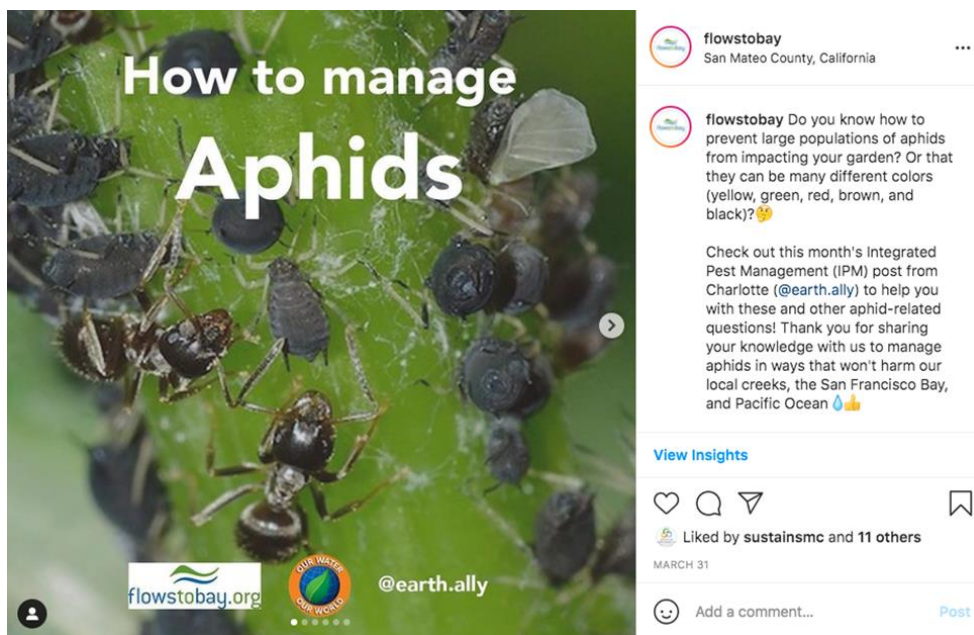 How to manage
Aphids
flowstobay.org
OUR WATER
OUR WORLD
@earth.ally
flowstobay
San Mateo County, California
flowstobay Do you know how to
prevent large populations of aphids
from impacting your garden? Or that
they can be many different colors
(yellow, green, red, brown, and
black)?🤔
Check out this month's Integrated
Pest Management (IPM) post from
Charlotte (@earth.ally) to help you
with these and other aphid-related
questions! Thank you for sharing
your knowledge with us to manage
aphids in ways that won't harm our
local creeks, the San Francisco Bay,
and Pacific Ocean 💧👍
View Insights
Liked by sustainsmc and 11 others
MARCH 31
Add a comment... Post